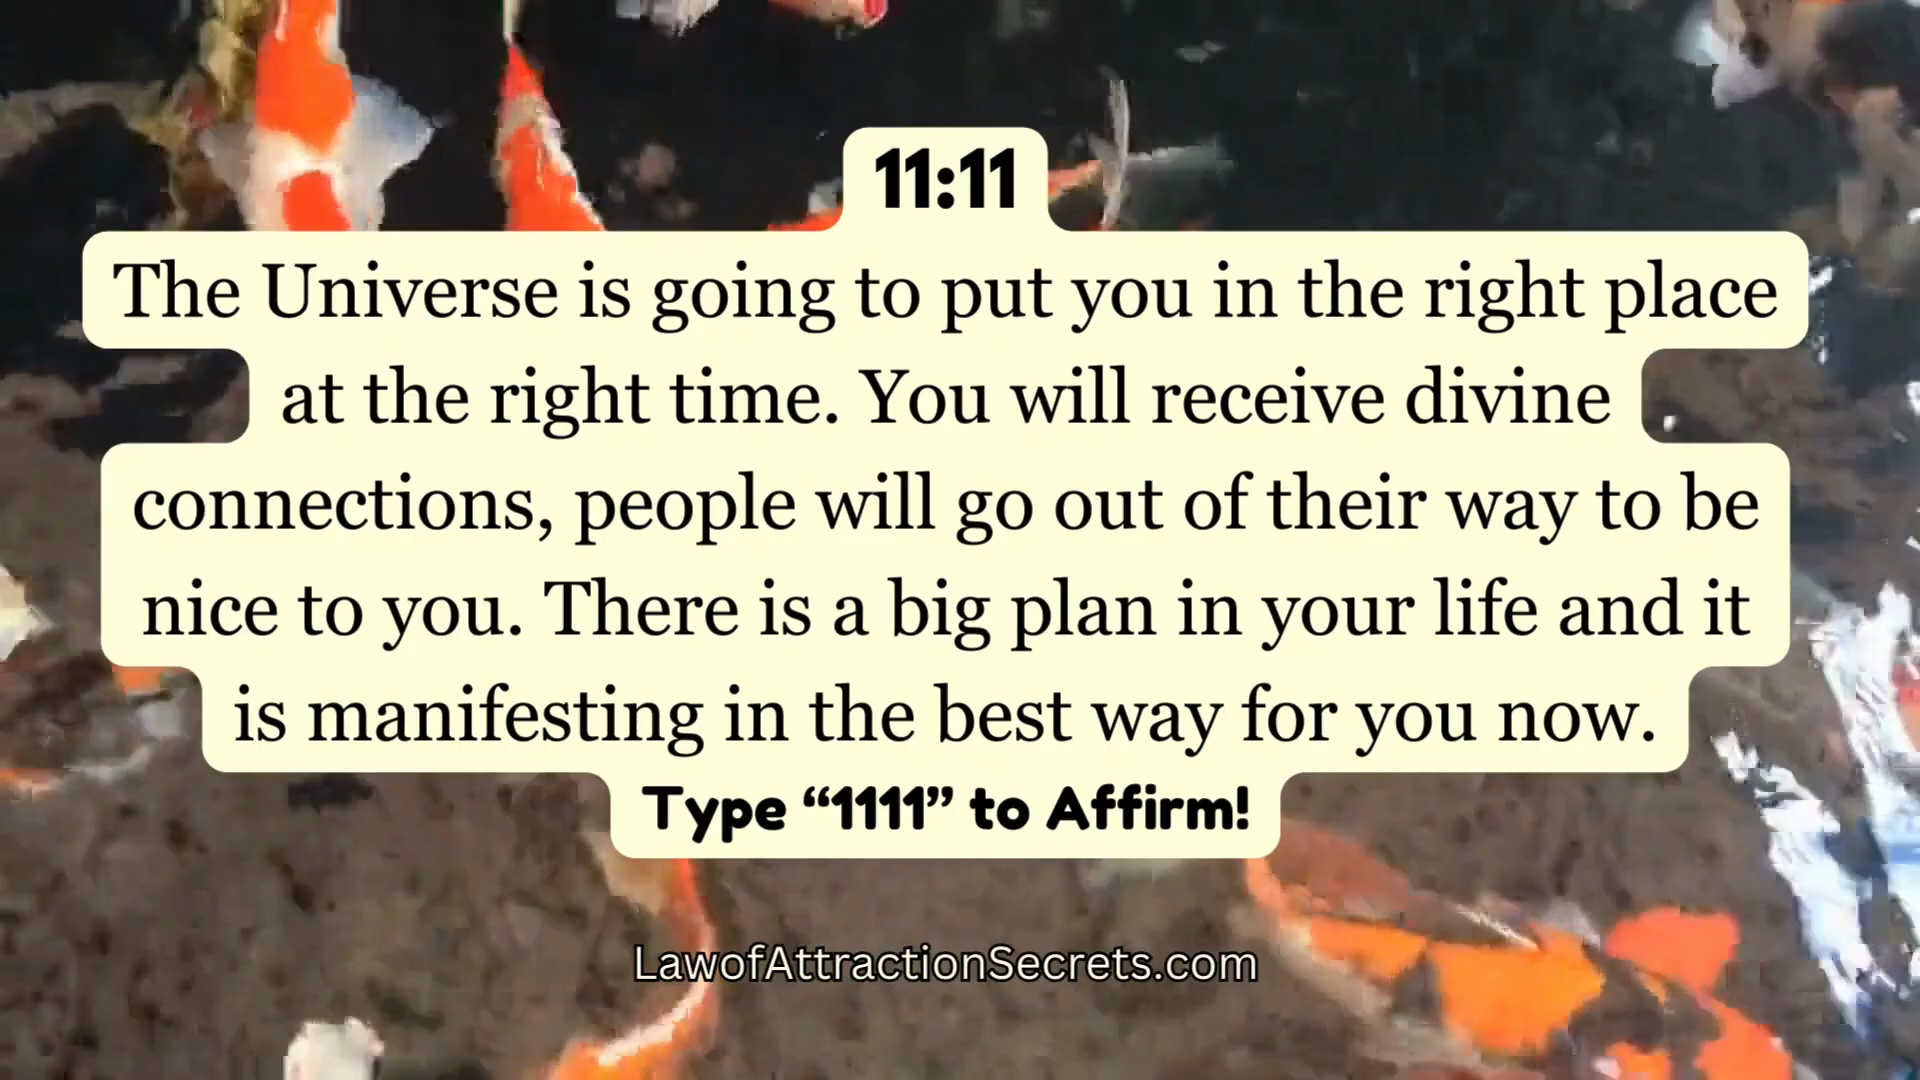 11:11
The Universe is going to put you in the right place
at the right time. You will receive divine
connections, people will go out of their way to be
nice to you. There is a big plan in your life and it
is manifesting in the best way for you now.
Type “1111” to Affirm!
LawofAttractionSecrets.com